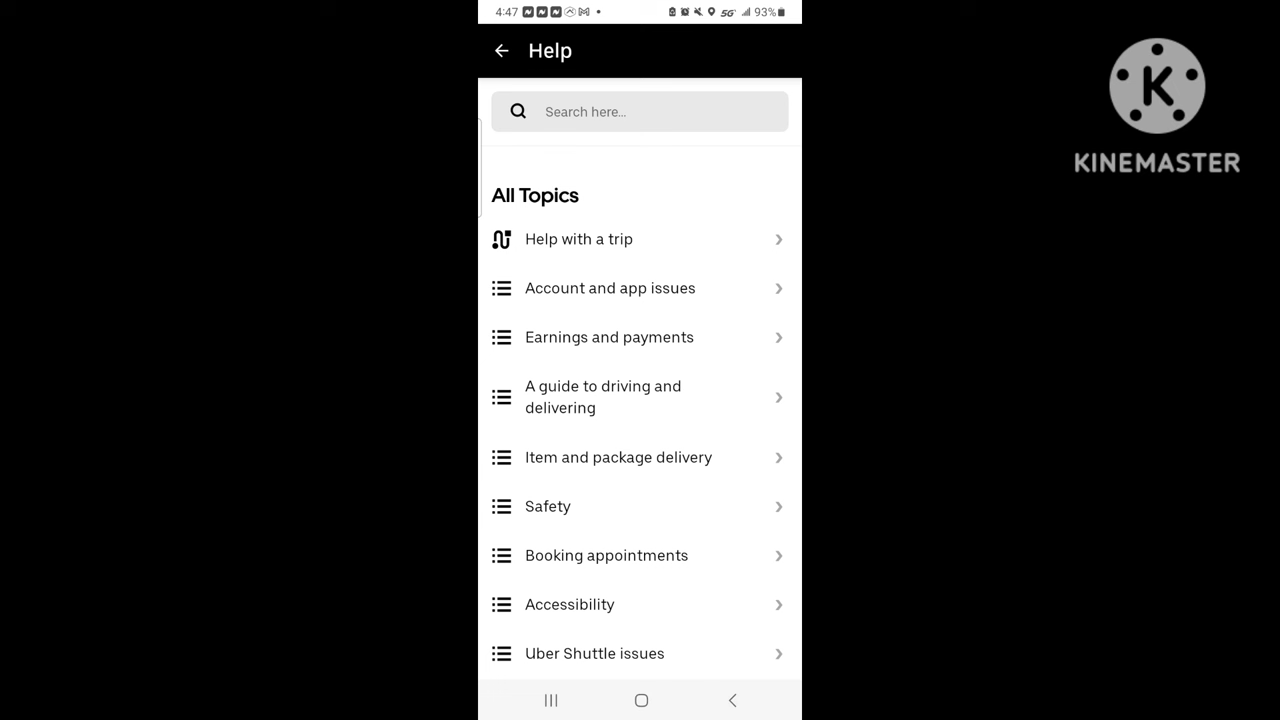 4:47
5G
93%
Help
K
KINEMASTER
Search here...
All Topics
Help with a trip
Account and app issues
Earnings and payments
A guide to driving and
delivering
Item and package delivery
Safety
Booking appointments
Accessibility
Uber Shuttle issues